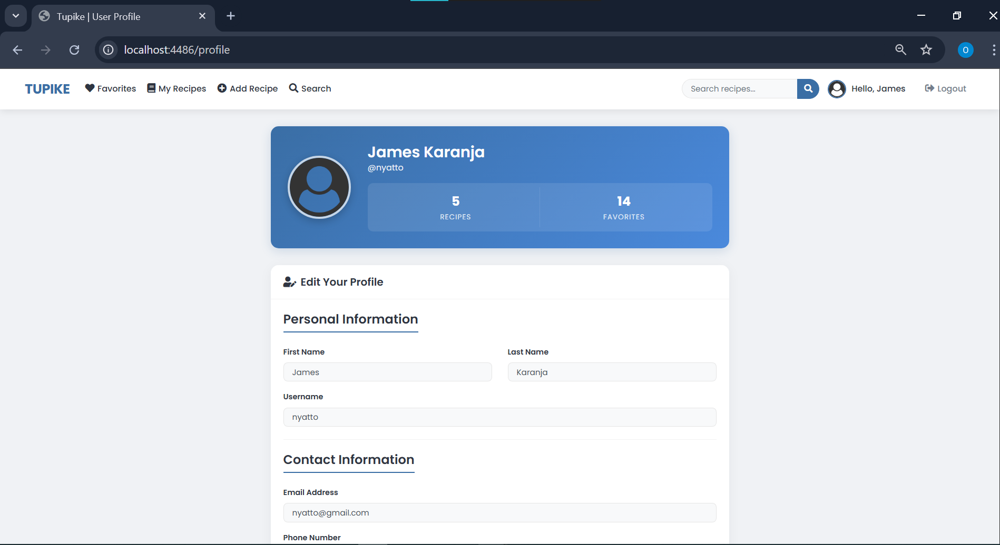 Tupike | User Profile
localhost:4486/profile
O
TUPIKE Favorites My Recipes Add Recipe Search Search recipes... Hello, James Logout
James Karanja
@nyatto
5 14
RECIPES FAVORITES
Edit Your Profile
Personal Information
First Name Last Name
James Karanja
Username
nyatto
Contact Information
Email Address
nyatto@gmail.com
Phone Number